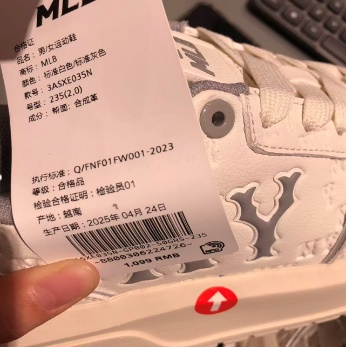 MLB
合格证
品名：男/女运动鞋
商标：MLB
颜色：标准白色/标准灰色
款号：3ASXE035N
号型：235(2.0)
成分：帮面：合成革
执行标准：Q/FNF01FW001-2023
等级：合格品
检验合格证明：检验员01
产地：越南
生产日期：2025年 04月 24日
1,099 RMB
MLB
NY